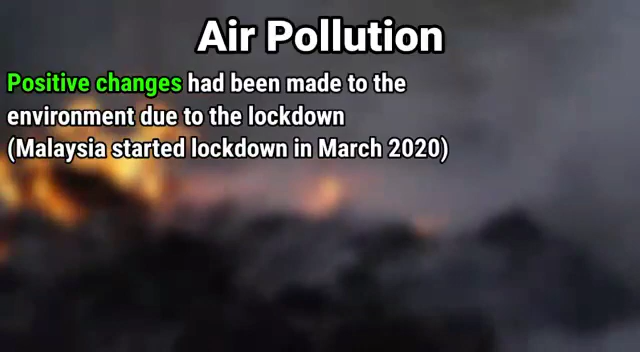 Air Pollution
Positive changes had been made to the
environment due to the lockdown
(Malaysia started lockdown in March 2020)